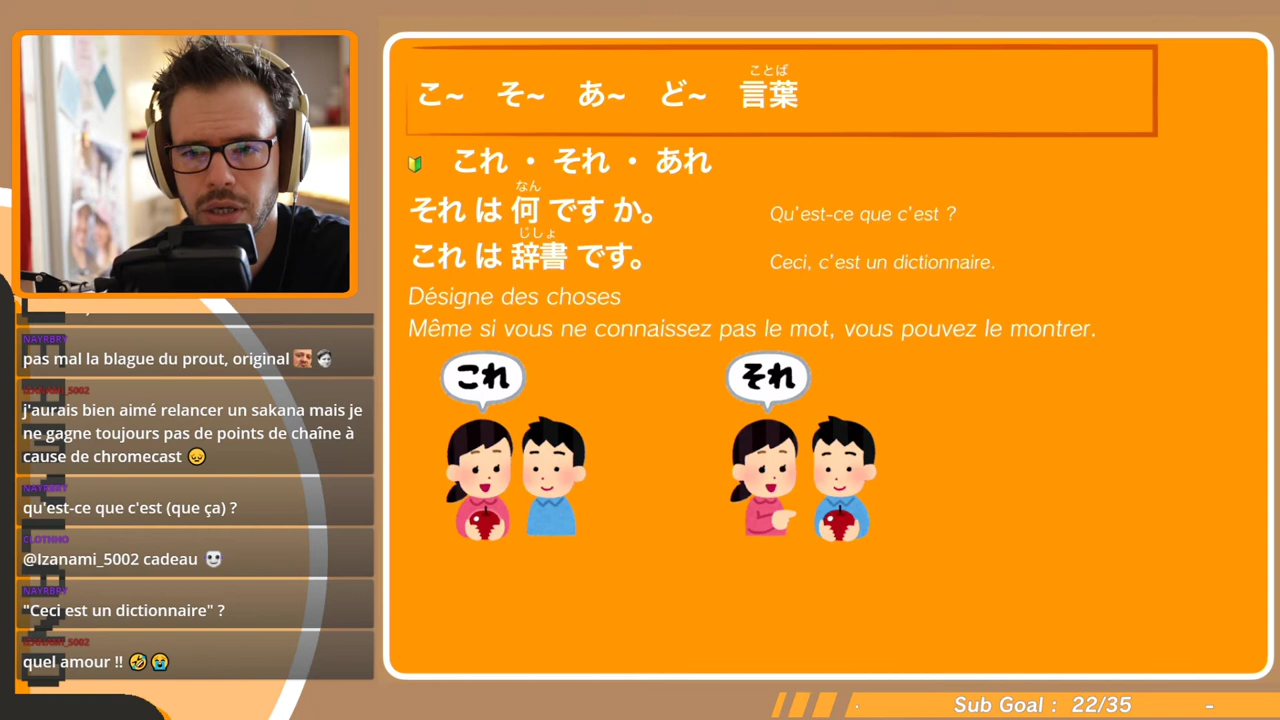 こ~ そ~ あ~ ど~ 言葉
ことば
これ ・ それ ・ あれ
なん
それ は 何 です か。
Qu'est-ce que c'est ?
じしょ
これ は 辞書 です。
Ceci, c'est un dictionnaire.
Désigne des choses
Même si vous ne connaissez pas le mot, vous pouvez le montrer.
これ
それ
NAYRBRY
pas mal la blague du prout, original
IZANAMI_5002
j'aurais bien aimé relancer un sakana mais je
ne gagne toujours pas de points de chaîne à
cause de chromecast 😞
NAYRBRY
qu'est-ce que c'est (que ça) ?
CLOTHNO
@Izanami_5002 cadeau
NAYRBRY
"Ceci est un dictionnaire" ?
IZANAMI_5002
quel amour !! 🤣😭
Sub Goal : 22/35 -